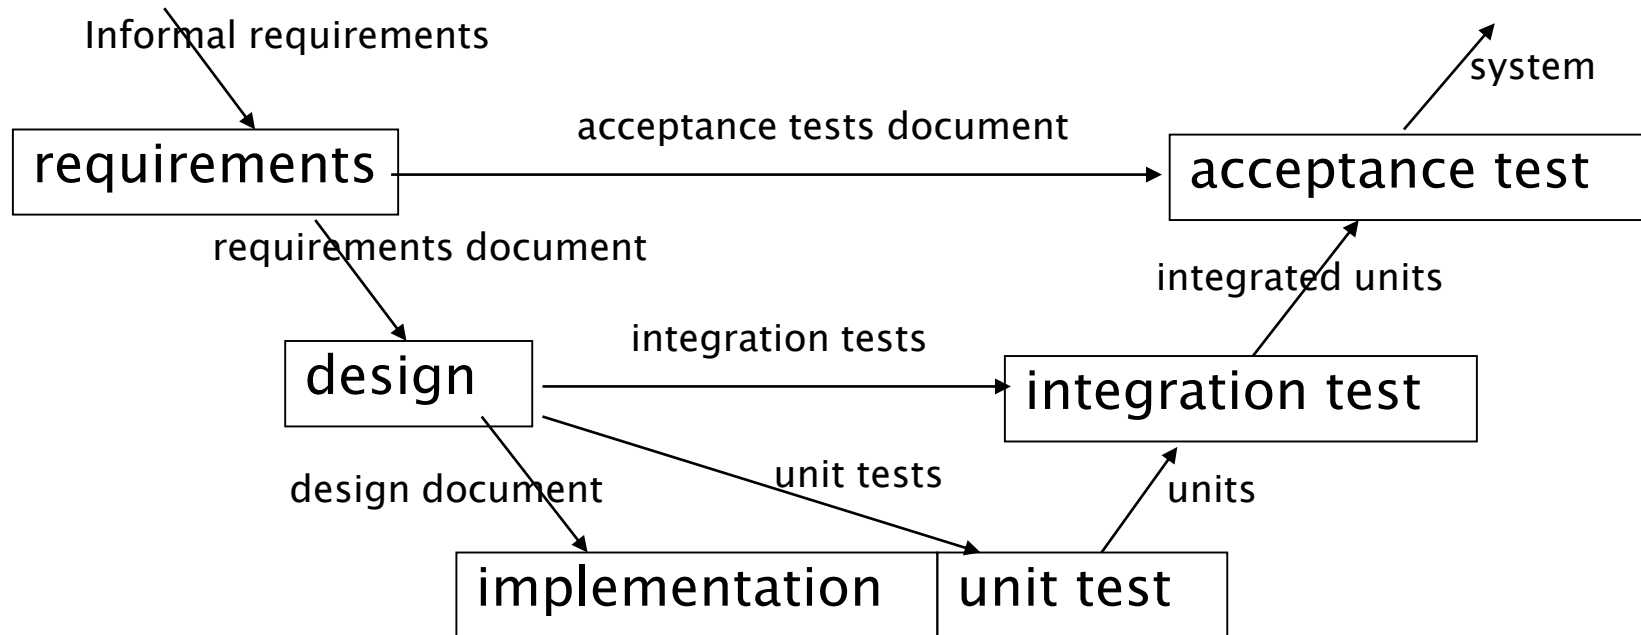 Informal requirements
system
acceptance tests document
requirements
acceptance test
requirements document
integrated units
integration tests
design
integration test
unit tests
design document
units
implementation
unit test